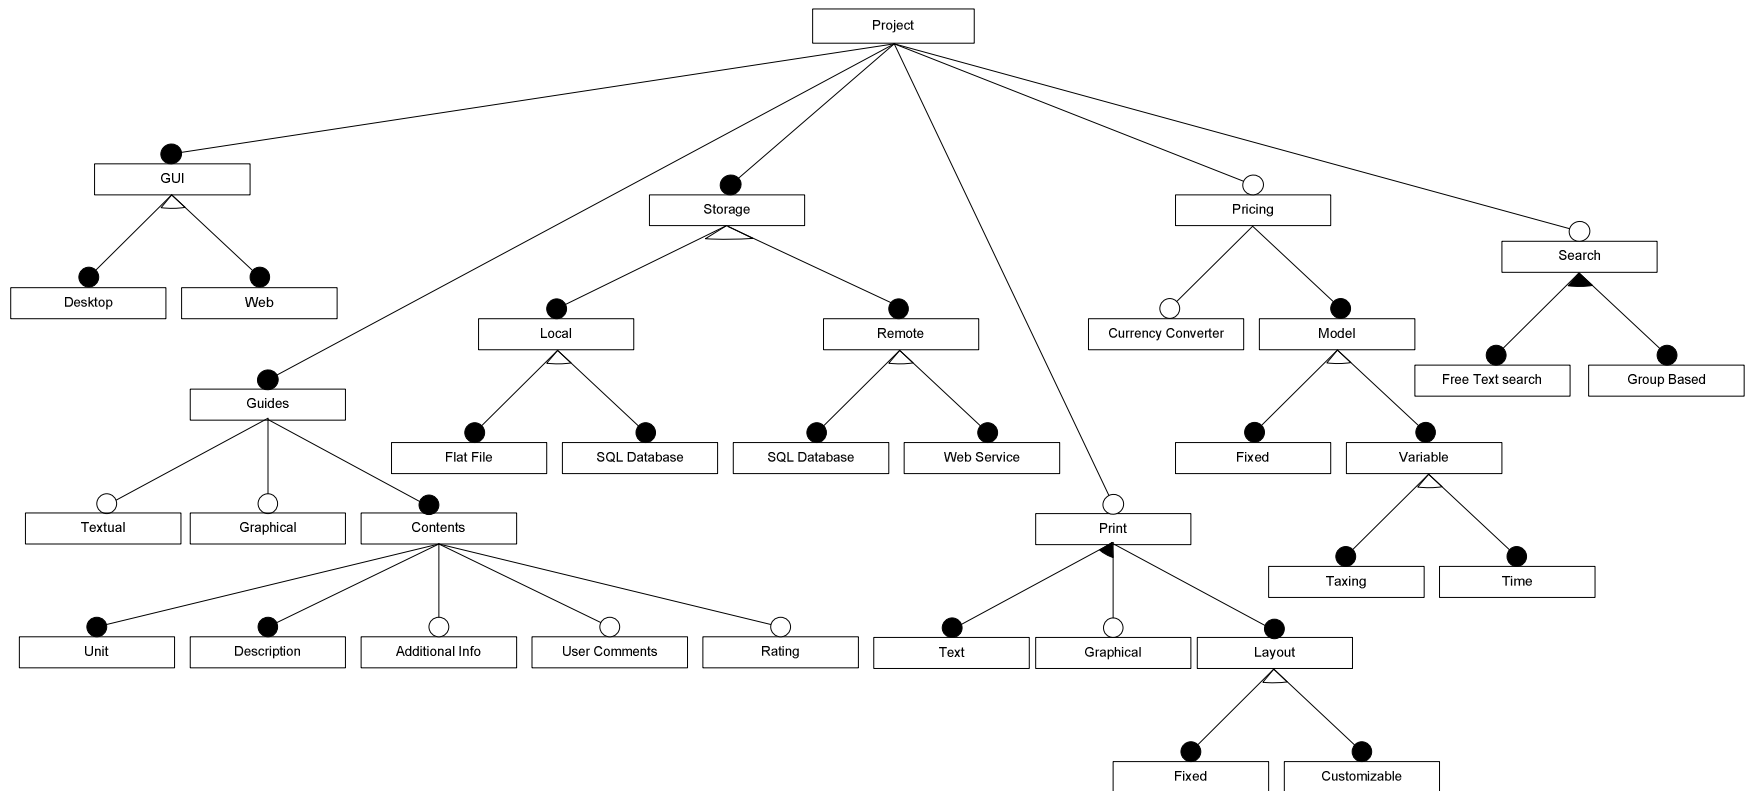 Project
GUI
Storage
Pricing
Search
Desktop
Web
Local
Remote
Currency Converter
Model
Free Text search
Group Based
Guides
Flat File
SQL Database
SQL Database
Web Service
Fixed
Variable
Textual
Graphical
Contents
Print
Taxing
Time
Unit
Description
Additional Info
User Comments
Rating
Text
Graphical
Layout
Fixed
Customizable